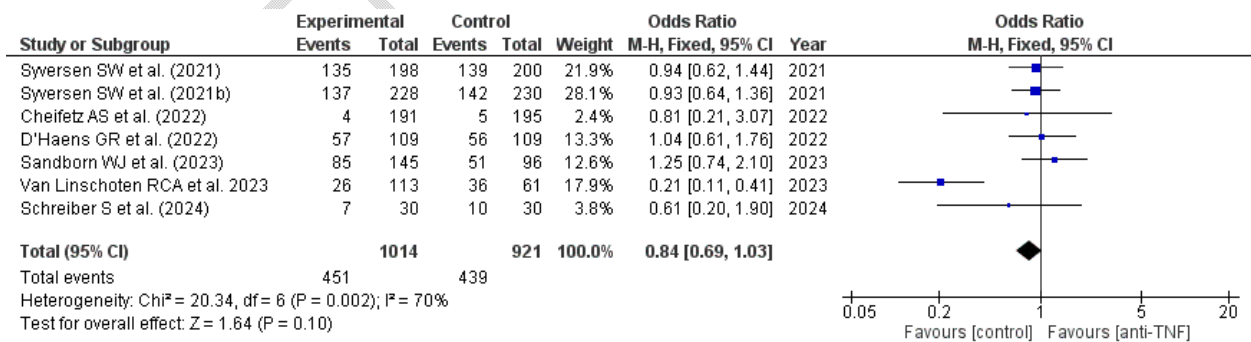 Experimental Control Odds Ratio Odds Ratio
Study or Subgroup Events Total Events Total Weight M-H, Fixed, 95% CI Year M-H, Fixed, 95% CI
Syversen SW et al. (2021) 135 198 139 200 21.9% 0.94 [0.62, 1.44] 2021
Syversen SW et al. (2021b) 137 228 142 230 28.1% 0.93 [0.64, 1.36] 2021
Cheifetz AS et al. (2022) 4 191 5 195 2.4% 0.81 [0.21, 3.07] 2022
D'Haens GR et al. (2022) 57 109 56 109 13.3% 1.04 [0.61, 1.76] 2022
Sandborn WJ et al. (2023) 85 145 51 96 12.6% 1.25 [0.74, 2.10] 2023
Van Linschoten RCA et al. 2023 26 113 36 61 17.9% 0.21 [0.11, 0.41] 2023
Schreiber S et al. (2024) 7 30 10 30 3.8% 0.61 [0.20, 1.90] 2024
Total (95% CI) 1014 921 100.0% 0.84 [0.69, 1.03]
Total events 451 439
Heterogeneity: Chi² = 20.34, df = 6 (P = 0.002); I² = 70%
Test for overall effect: Z = 1.64 (P = 0.10)
0.05 0.2 1 5 20
Favours [control] Favours [anti-TNF]